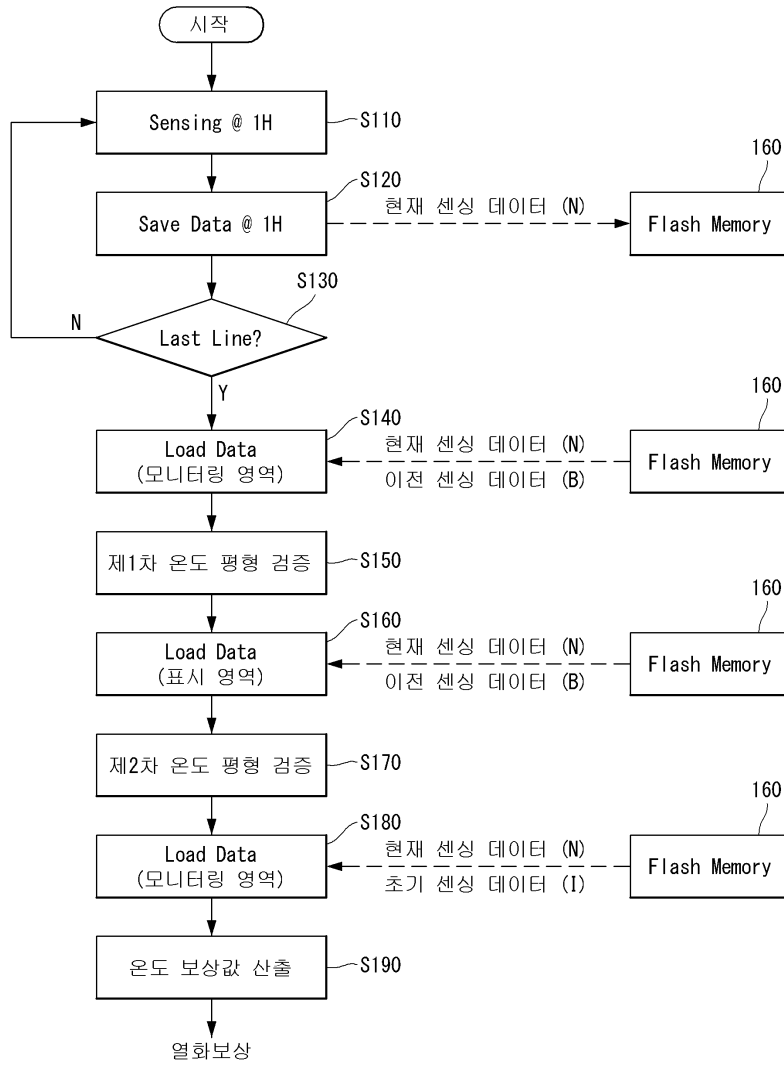 시작
Sensing @ 1H
S110
Save Data @ 1H
S120
현재 센싱 데이터 (N)
160
Flash Memory
S130
Last Line?
N
Y
Load Data
(모니터링 영역)
S140
현재 센싱 데이터 (N)
이전 센싱 데이터 (B)
160
Flash Memory
제1차 온도 평형 검증
S150
Load Data
(표시 영역)
S160
현재 센싱 데이터 (N)
이전 센싱 데이터 (B)
160
Flash Memory
제2차 온도 평형 검증
S170
Load Data
(모니터링 영역)
S180
현재 센싱 데이터 (N)
초기 센싱 데이터 (I)
160
Flash Memory
온도 보상값 산출
S190
열화보상